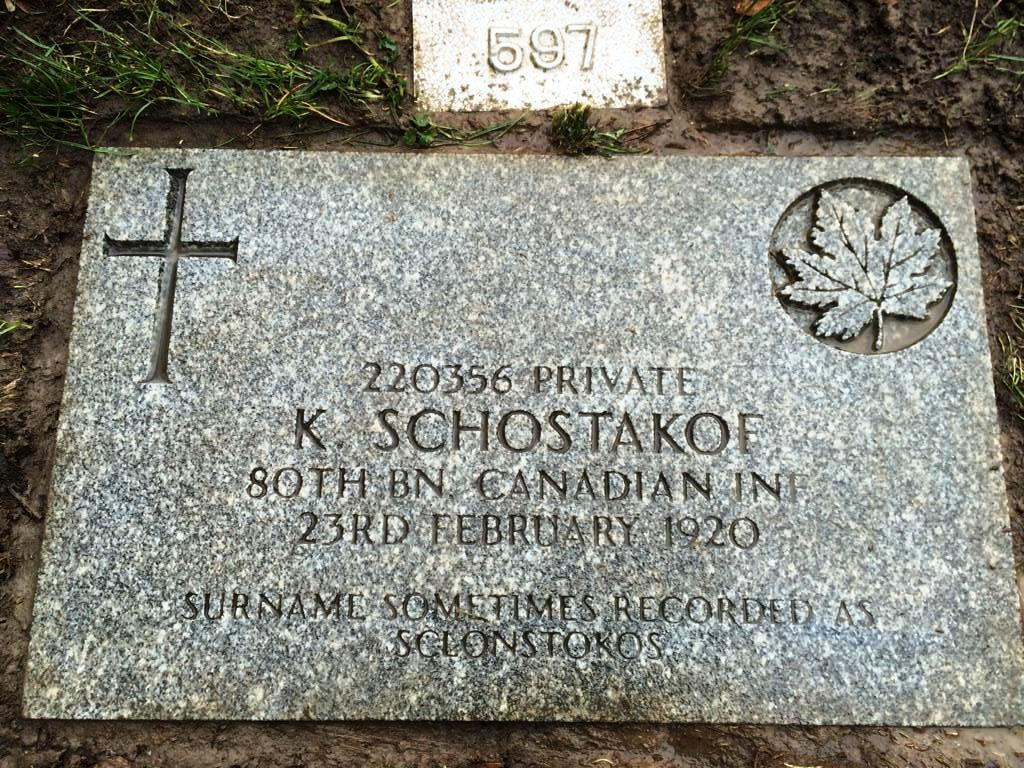 597
220356 PRIVATE
K SCHOSTAKOF
80TH BN. CANADIAN INF
23RD FEBRUARY 1920
SURNAME SOMETIMES RECORDED AS
SCLONSTOKOS.